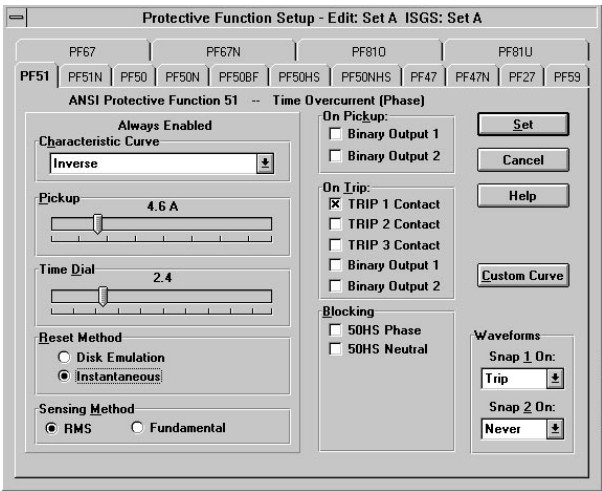 Protective Function Setup - Edit: Set A ISGS: Set A
PF67 PF67N PF81O PF81U
PF51 PF51N PF50 PF50N PF50BF PF50HS PF50NHS PF47 PF47N PF27 PF59
ANSI Protective Function 51 -- Time Overcurrent (Phase)
Always Enabled
Characteristic Curve
Inverse
Pickup
4.6 A
Time Dial
2.4
Reset Method
Disk Emulation
Instantaneous
Sensing Method
RMS Fundamental
On Pickup:
Binary Output 1
Binary Output 2
On Trip:
TRIP 1 Contact
TRIP 2 Contact
TRIP 3 Contact
Binary Output 1
Binary Output 2
Blocking
50HS Phase
50HS Neutral
Set
Cancel
Help
Custom Curve
Waveforms
Snap 1 On:
Trip
Snap 2 On:
Never